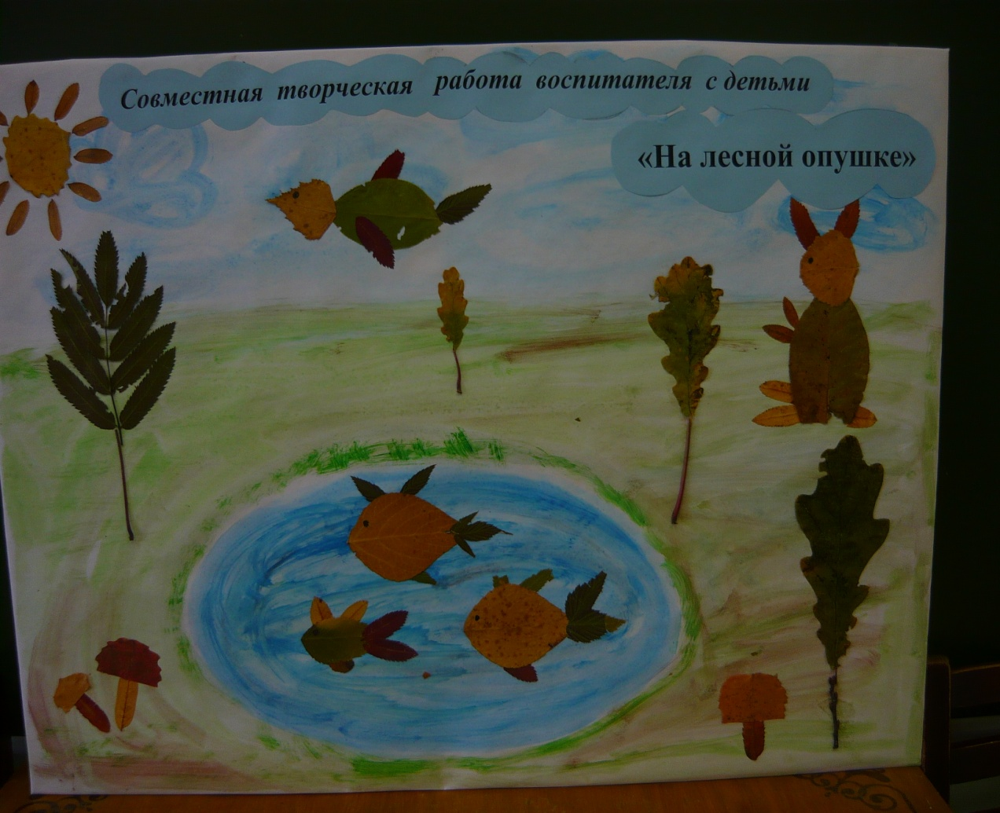 Совместная творческая работа воспитателя с детьми
«На лесной опушке»